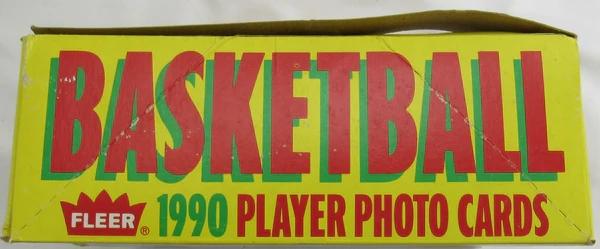 BASKETBALL
FLEER® 1990 PLAYER PHOTO CARDS